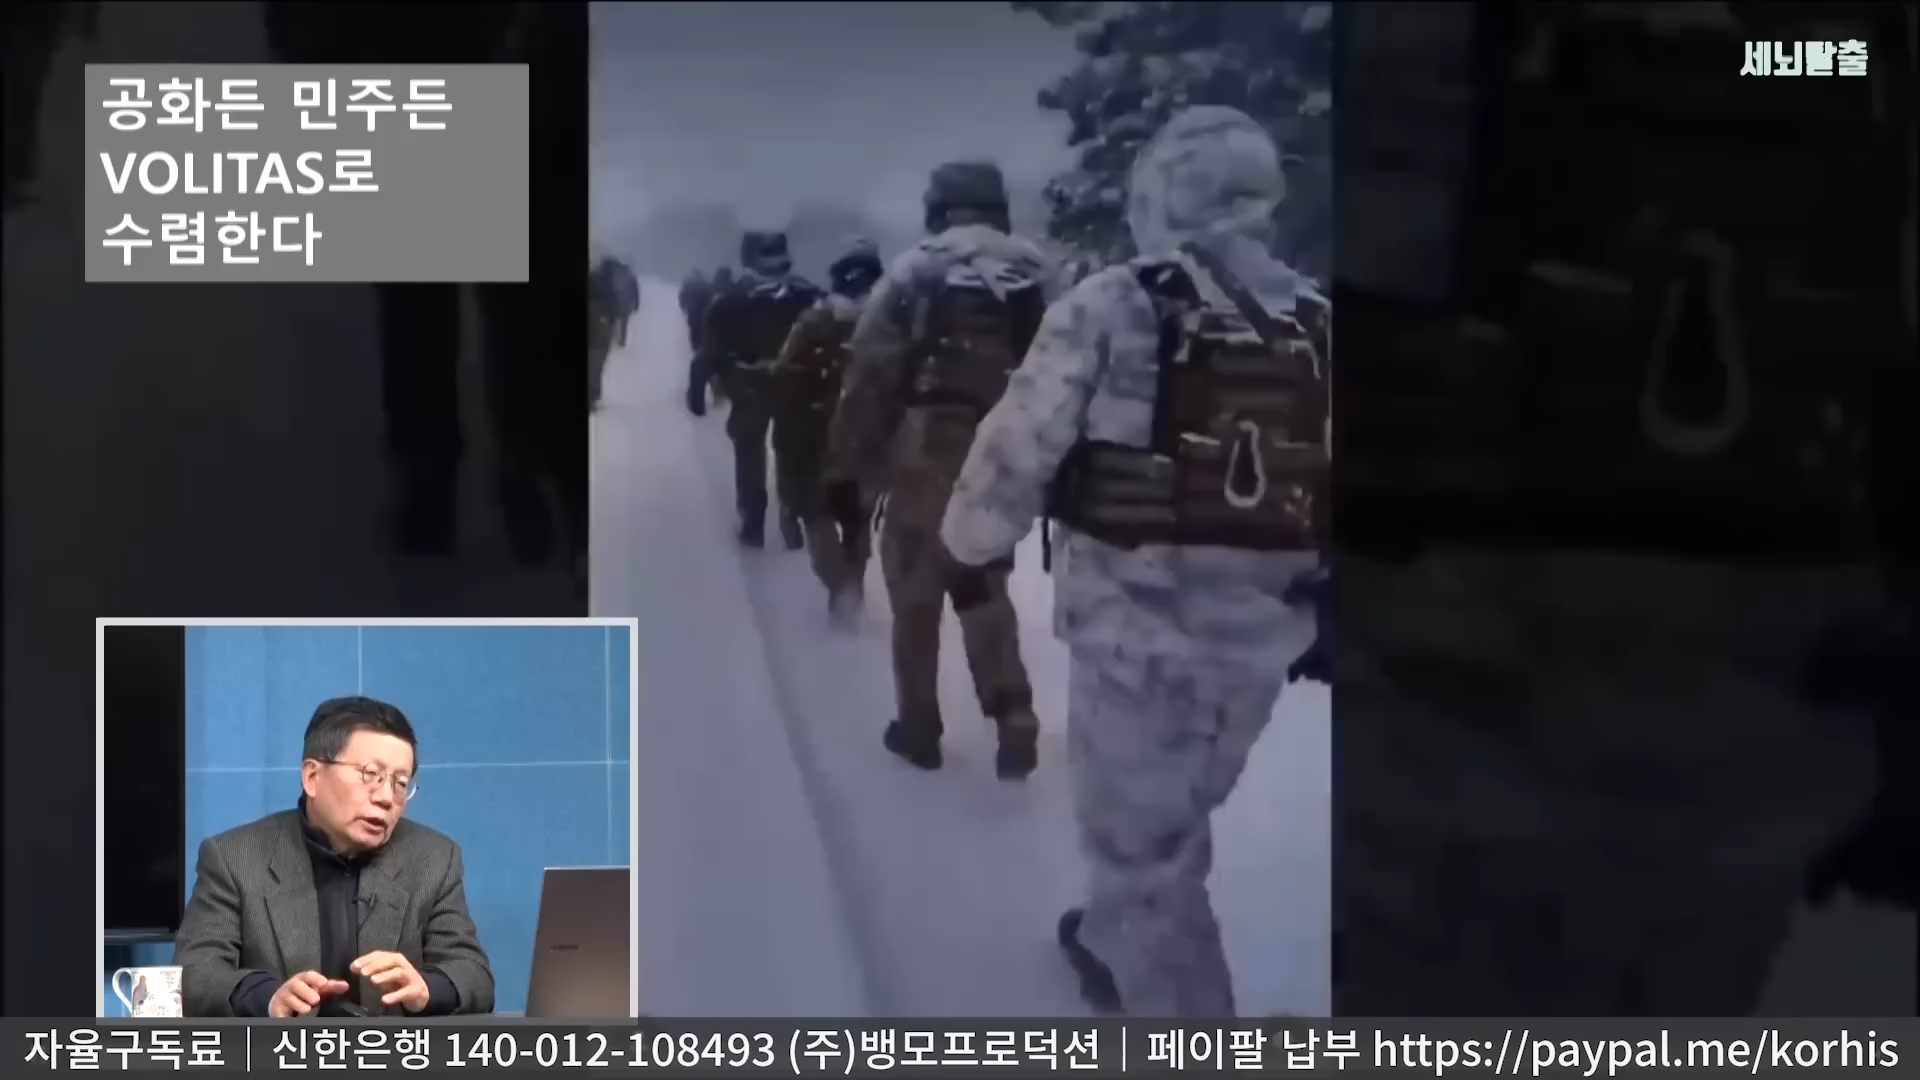 공화든 민주든
VOLITAS로
수렴한다
세뇌탈출
자율구독료│신한은행 140-012-108493 (주)뱅모프로덕션│페이팔 납부 https://paypal.me/korhis